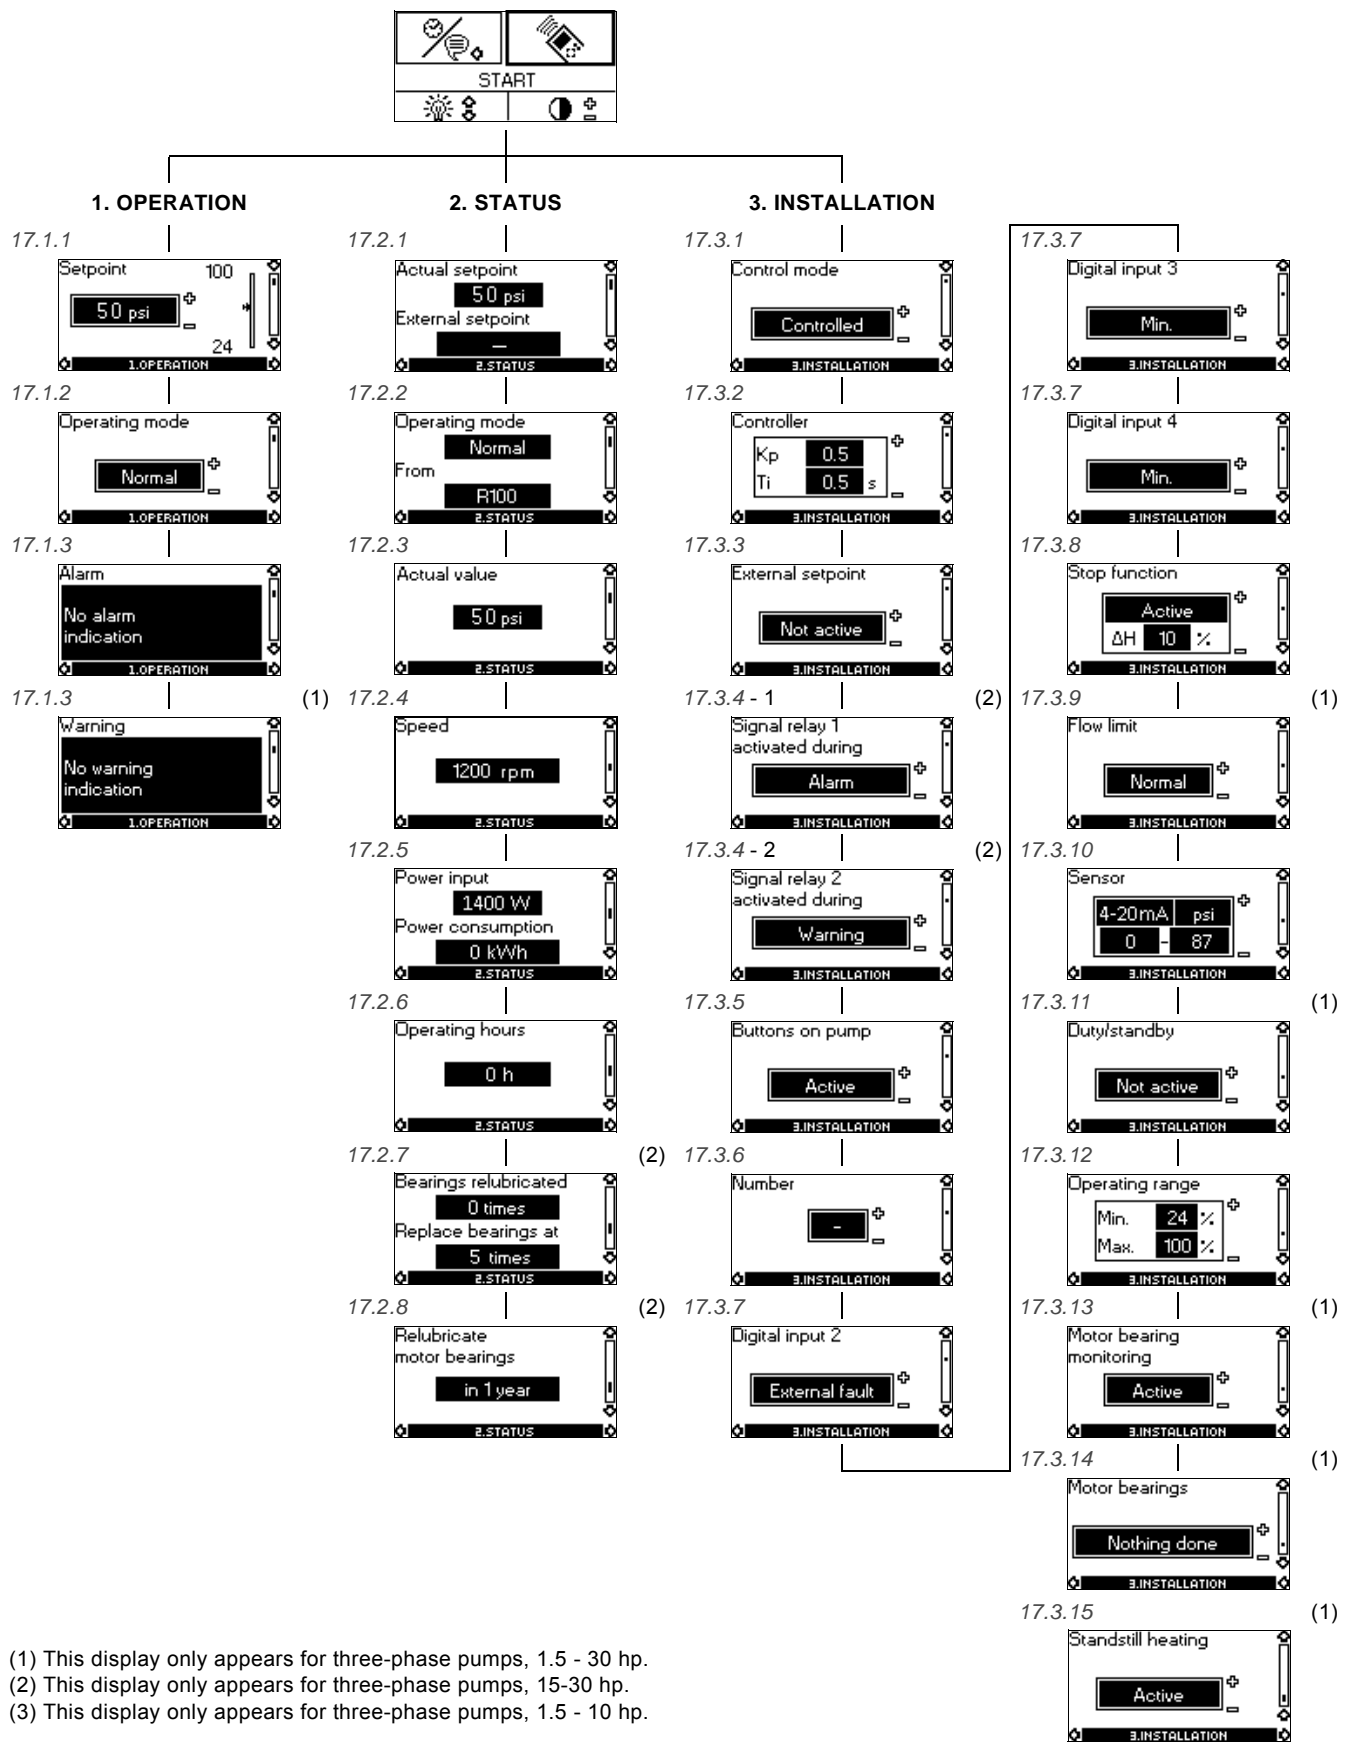 START
1. OPERATION
17.1.1
Setpoint
100
50 psi
24
1.OPERATION
17.1.2
Operating mode
Normal
1.OPERATION
17.1.3
Alarm
No alarm
indication
1.OPERATION
17.1.3
(1)
Warning
No warning
indication
1.OPERATION
2. STATUS
17.2.1
Actual setpoint
50 psi
External setpoint
–
2.STATUS
17.2.2
Operating mode
Normal
From
R100
2.STATUS
17.2.3
Actual value
50 psi
2.STATUS
17.2.4
Speed
1200 rpm
2.STATUS
17.2.5
Power input
1400 W
Power consumption
0 kWh
2.STATUS
17.2.6
Operating hours
0 h
2.STATUS
17.2.7
(2)
Bearings relubricated
0 times
Replace bearings at
5 times
2.STATUS
17.2.8
(2)
Relubricate
motor bearings
in 1 year
2.STATUS
3. INSTALLATION
17.3.1
Control mode
Controlled
3.INSTALLATION
17.3.2
Controller
Kp 0.5
Ti 0.5 s
3.INSTALLATION
17.3.3
External setpoint
Not active
3.INSTALLATION
17.3.4 - 1
(2)
Signal relay 1
activated during
Alarm
3.INSTALLATION
17.3.4 - 2
(2)
Signal relay 2
activated during
Warning
3.INSTALLATION
17.3.5
Buttons on pump
Active
3.INSTALLATION
17.3.6
Number
-
3.INSTALLATION
17.3.7
Digital input 2
External fault
3.INSTALLATION
17.3.7
Digital input 3
Min.
3.INSTALLATION
17.3.7
Digital input 4
Min.
3.INSTALLATION
17.3.8
Stop function
Active
ΔH 10 %
3.INSTALLATION
17.3.9
(1)
Flow limit
Normal
3.INSTALLATION
17.3.10
Sensor
4-20mA psi
0 - 87
3.INSTALLATION
17.3.11
(1)
Duty/standby
Not active
3.INSTALLATION
17.3.12
Operating range
Min. 24 %
Max. 100 %
3.INSTALLATION
17.3.13
(1)
Motor bearing
monitoring
Active
3.INSTALLATION
17.3.14
(1)
Motor bearings
Nothing done
3.INSTALLATION
17.3.15
(1)
Standstill heating
Active
3.INSTALLATION
(1) This display only appears for three-phase pumps, 1.5 - 30 hp.
(2) This display only appears for three-phase pumps, 15-30 hp.
(3) This display only appears for three-phase pumps, 1.5 - 10 hp.